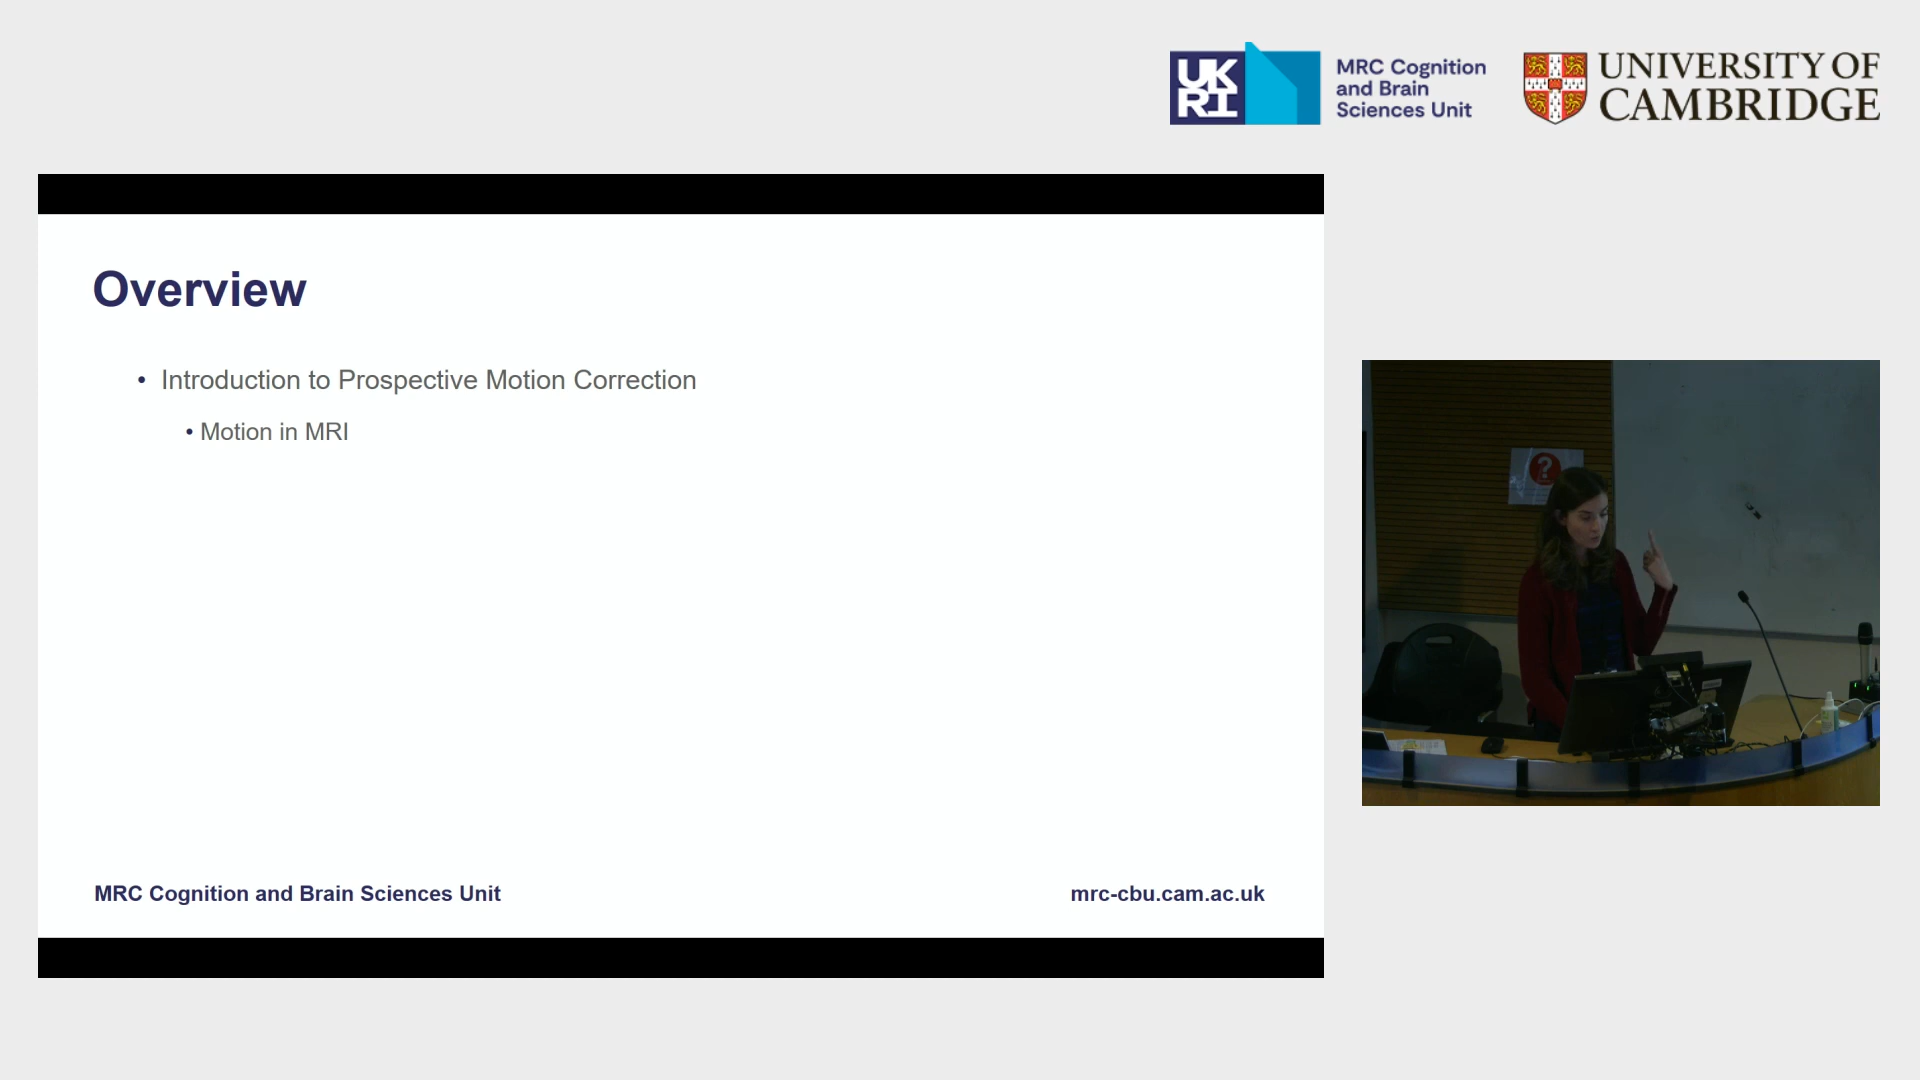 UK
RI
MRC Cognition
and Brain
Sciences Unit
UNIVERSITY OF
CAMBRIDGE
Overview
• Introduction to Prospective Motion Correction
• Motion in MRI
?
MRC Cognition and Brain Sciences Unit
mrc-cbu.cam.ac.uk